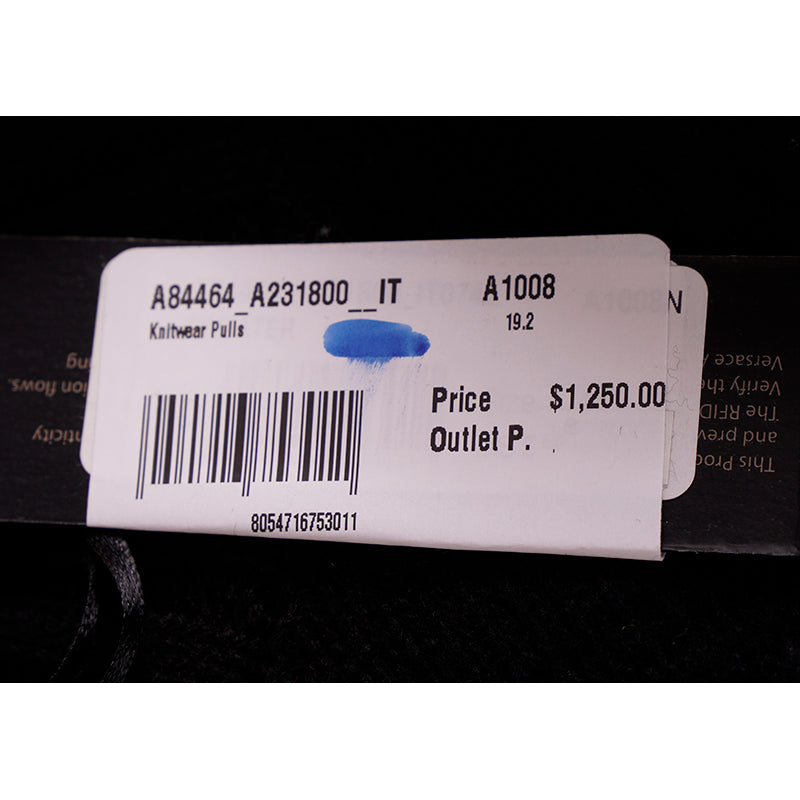 A84464_A231800__IT A1008
Knitwear Pulls 19.2
Price $1,250.00
Outlet P.
8054716753011
N
Versace
Verify the
The RFID
and prev
This Proc
ion flows.